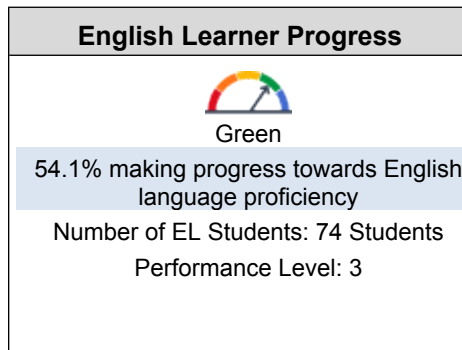 English Learner Progress
Green
54.1% making progress towards English
language proficiency
Number of EL Students: 74 Students
Performance Level: 3